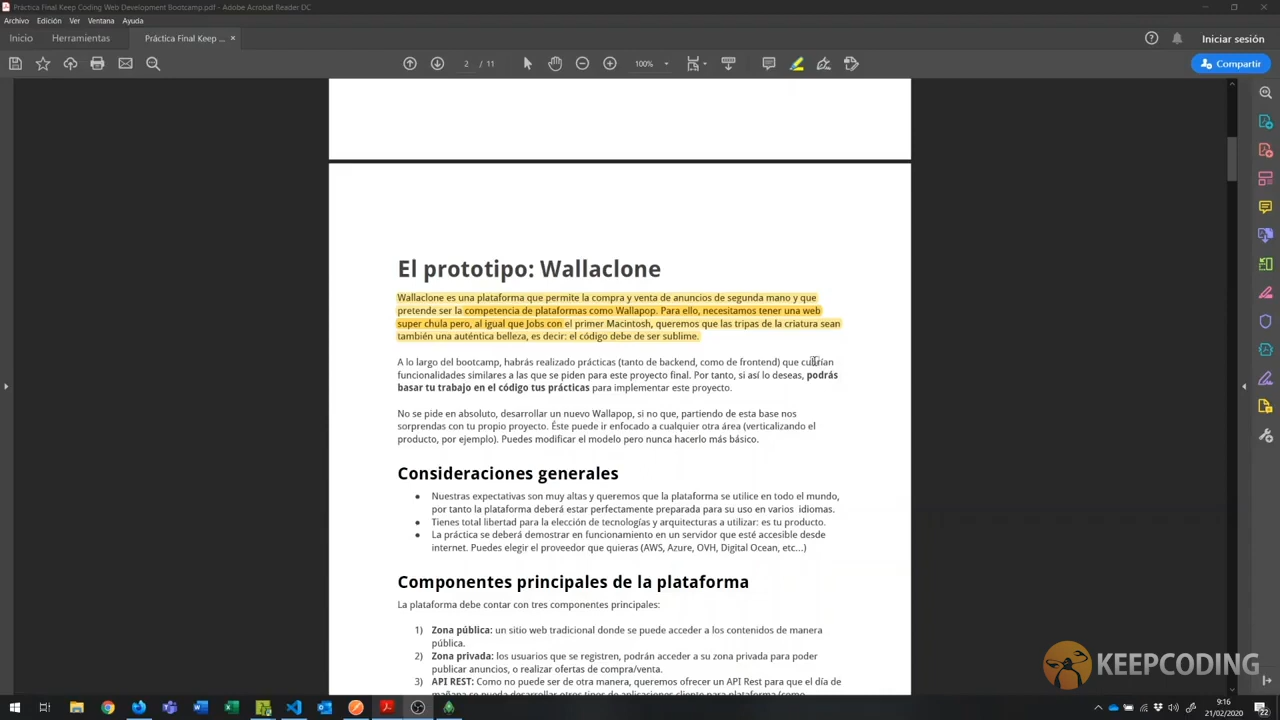 Práctica Final Keep Coding Web Development Bootcamp.pdf - Adobe Acrobat Reader DC
Archivo Edición Ver Ventana Ayuda
Inicio Herramientas Práctica Final Keep ... × Iniciar sesión
2 / 11 100% Compartir
El prototipo: Wallaclone
Wallaclone es una plataforma que permite la compra y venta de anuncios de segunda mano y que
pretende ser la competencia de plataformas como Wallapop. Para ello, necesitamos tener una web
super chula pero, al igual que Jobs con el primer Macintosh, queremos que las tripas de la criatura sean
también una auténtica belleza, es decir: el código debe de ser sublime.
A lo largo del bootcamp, habrás realizado prácticas (tanto de backend, como de frontend) que cubrían
funcionalidades similares a las que se piden para este proyecto final. Por tanto, si así lo deseas, podrás
basar tu trabajo en el código tus prácticas para implementar este proyecto.
No se pide en absoluto, desarrollar un nuevo Wallapop, si no que, partiendo de esta base nos
sorprendas con tu propio proyecto. Éste puede ir enfocado a cualquier otra área (verticalizando el
producto, por ejemplo). Puedes modificar el modelo pero nunca hacerlo más básico.
Consideraciones generales
● Nuestras expectativas son muy altas y queremos que la plataforma se utilice en todo el mundo,
por tanto la plataforma deberá estar perfectamente preparada para su uso en varios idiomas.
● Tienes total libertad para la elección de tecnologías y arquitecturas a utilizar: es tu producto.
● La práctica se deberá demostrar en funcionamiento en un servidor que esté accesible desde
internet. Puedes elegir el proveedor que quieras (AWS, Azure, OVH, Digital Ocean, etc...)
Componentes principales de la plataforma
La plataforma debe contar con tres componentes principales:
1) Zona pública: un sitio web tradicional donde se puede acceder a los contenidos de manera
pública.
2) Zona privada: los usuarios que se registren, podrán acceder a su zona privada para poder
publicar anuncios, o realizar ofertas de compra/venta.
3) API REST: Como no puede ser de otra manera, queremos ofrecer un API Rest para que el día de
mañana se pueda desarrollar otros tipos de aplicaciones cliente para plataforma (como
KEEPCODING
9:16
21/02/2020
22